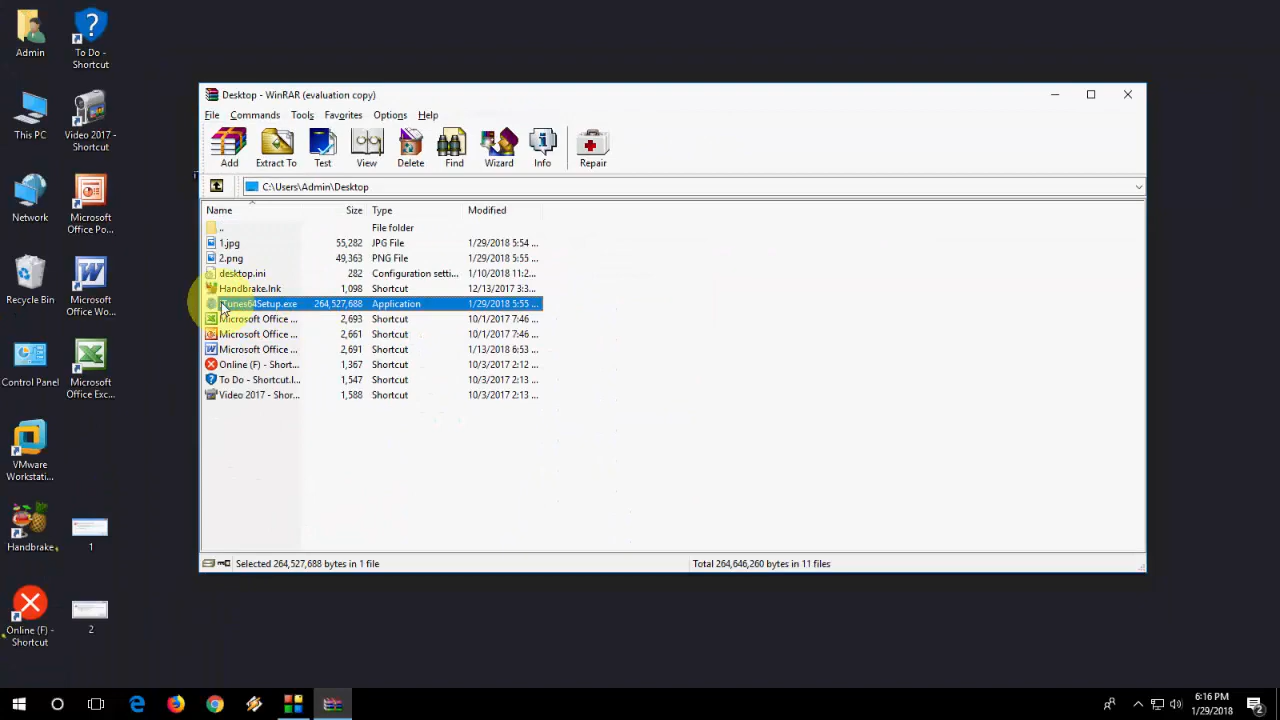 Admin
To Do -
Shortcut
This PC
Video 2017 -
Shortcut
Network
Microsoft
Office Po...
Recycle Bin
Microsoft
Office Wo...
Control Panel
Microsoft
Office Exc...
VMware
Workstati...
Handbrake
1
Online (F) -
Shortcut
2
Desktop - WinRAR (evaluation copy)
File Commands Tools Favorites Options Help
Add Extract To Test View Delete Find Wizard Info Repair
C:\Users\Admin\Desktop
Name Size Type Modified
.. File folder
1.jpg 55,282 JPG File 1/29/2018 5:54 ...
2.png 49,363 PNG File 1/29/2018 5:54 ...
desktop.ini 282 Configuration setti... 1/10/2018 11:2...
Handbrake.lnk 1,098 Shortcut 12/13/2017 3:3...
iTunes64Setup.exe 264,527,688 Application 1/29/2018 5:55 ...
Microsoft Office ... 2,693 Shortcut 10/1/2017 7:46 ...
Microsoft Office ... 2,661 Shortcut 10/1/2017 7:46 ...
Microsoft Office ... 2,691 Shortcut 1/13/2018 6:53 ...
Online (F) - Short... 1,367 Shortcut 10/3/2017 2:12 ...
To Do - Shortcut.l... 1,547 Shortcut 10/3/2017 2:13 ...
Video 2017 - Shor... 1,588 Shortcut 10/3/2017 2:13 ...
Selected 264,527,688 bytes in 1 file
Total 264,646,260 bytes in 11 files
6:16 PM
1/29/2018
2